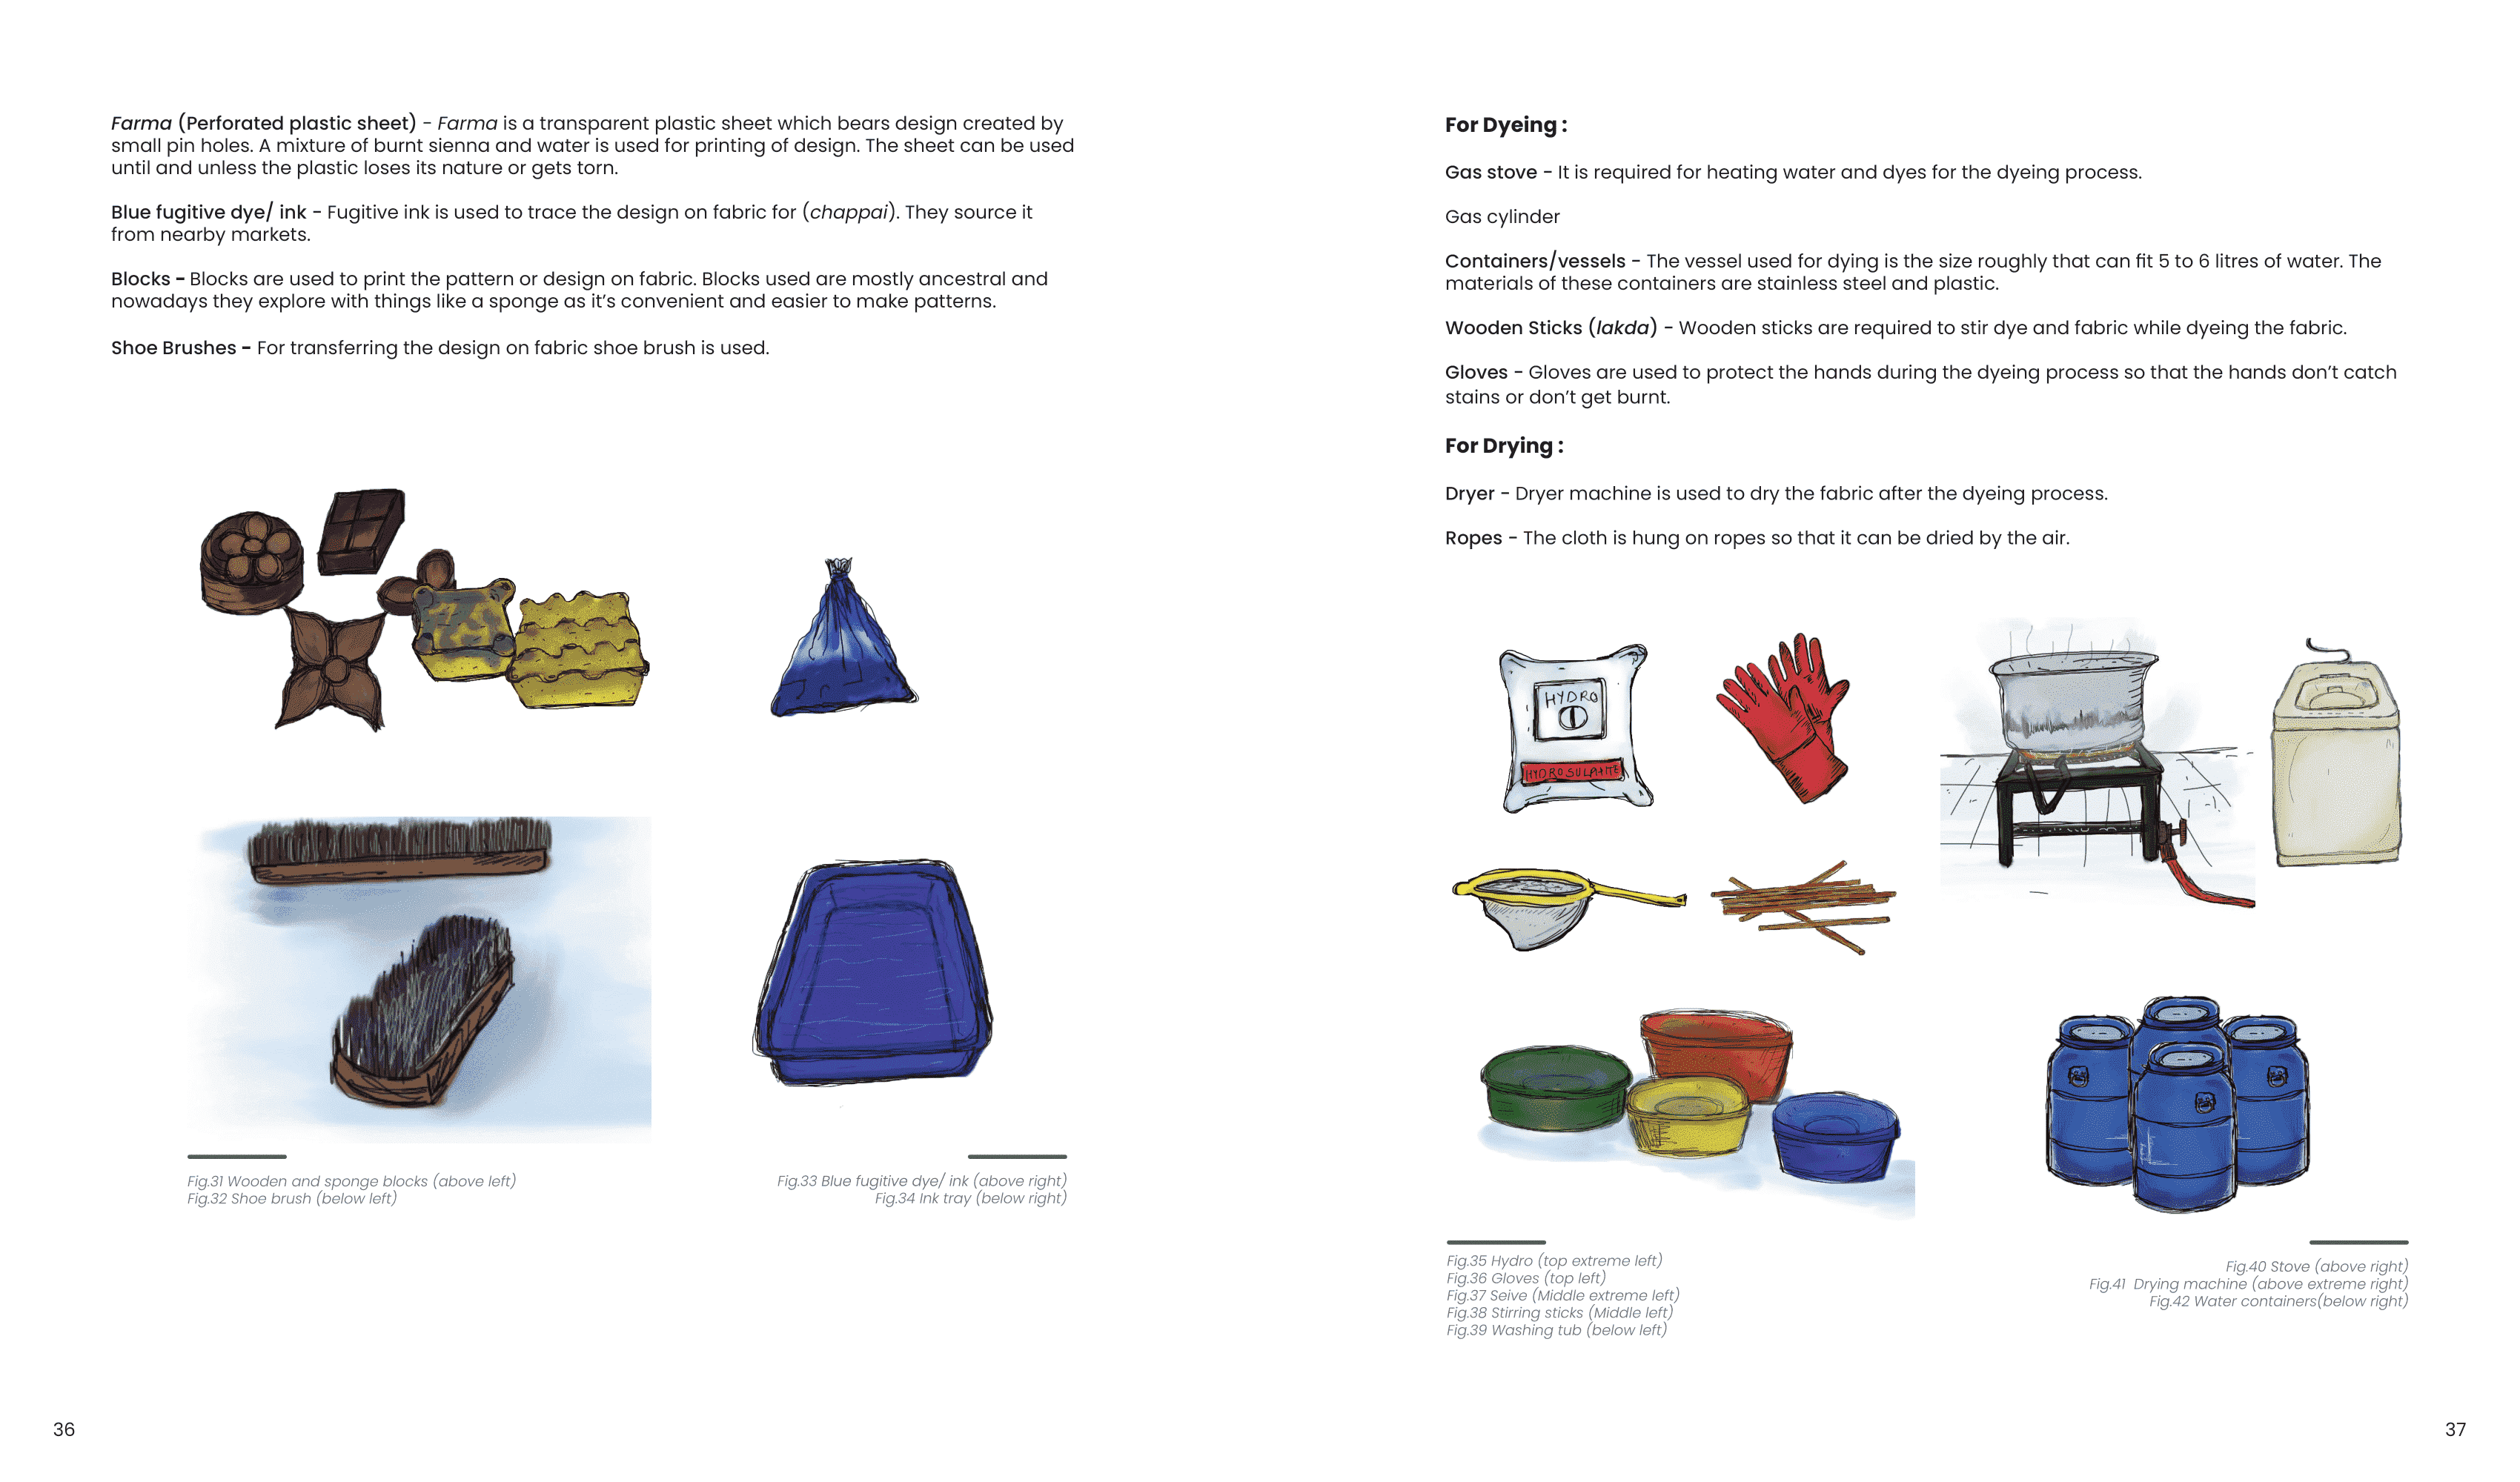 Farma (Perforated plastic sheet) - Farma is a transparent plastic sheet which bears design created by
small pin holes. A mixture of burnt sienna and water is used for printing of design. The sheet can be used
until and unless the plastic loses its nature or gets torn.
Blue fugitive dye/ ink - Fugitive ink is used to trace the design on fabric for (chappai). They source it
from nearby markets.
Blocks - Blocks are used to print the pattern or design on fabric. Blocks used are mostly ancestral and
nowadays they explore with things like a sponge as it's convenient and easier to make patterns.
Shoe Brushes - For transferring the design on fabric shoe brush is used.
Fig.31 Wooden and sponge blocks (above left)
Fig.32 Shoe brush (below left)
Fig.33 Blue fugitive dye/ ink (above right)
Fig.34 Ink tray (below right)
36
For Dyeing :
Gas stove - It is required for heating water and dyes for the dyeing process.
Gas cylinder
Containers/vessels - The vessel used for dying is the size roughly that can fit 5 to 6 litres of water. The
materials of these containers are stainless steel and plastic.
Wooden Sticks (lakda) - Wooden sticks are required to stir dye and fabric while dyeing the fabric.
Gloves - Gloves are used to protect the hands during the dyeing process so that the hands don't catch
stains or don't get burnt.
For Drying :
Dryer - Dryer machine is used to dry the fabric after the dyeing process.
Ropes - The cloth is hung on ropes so that it can be dried by the air.
HYDRO
HYDROSULPHITE
Fig.35 Hydro (top extreme left)
Fig.36 Gloves (top left)
Fig.37 Seive (Middle extreme left)
Fig.38 Stirring sticks (Middle left)
Fig.39 Washing tub (below left)
Fig.40 Stove (above right)
Fig.41 Drying machine (above extreme right)
Fig.42 Water containers(below right)
37